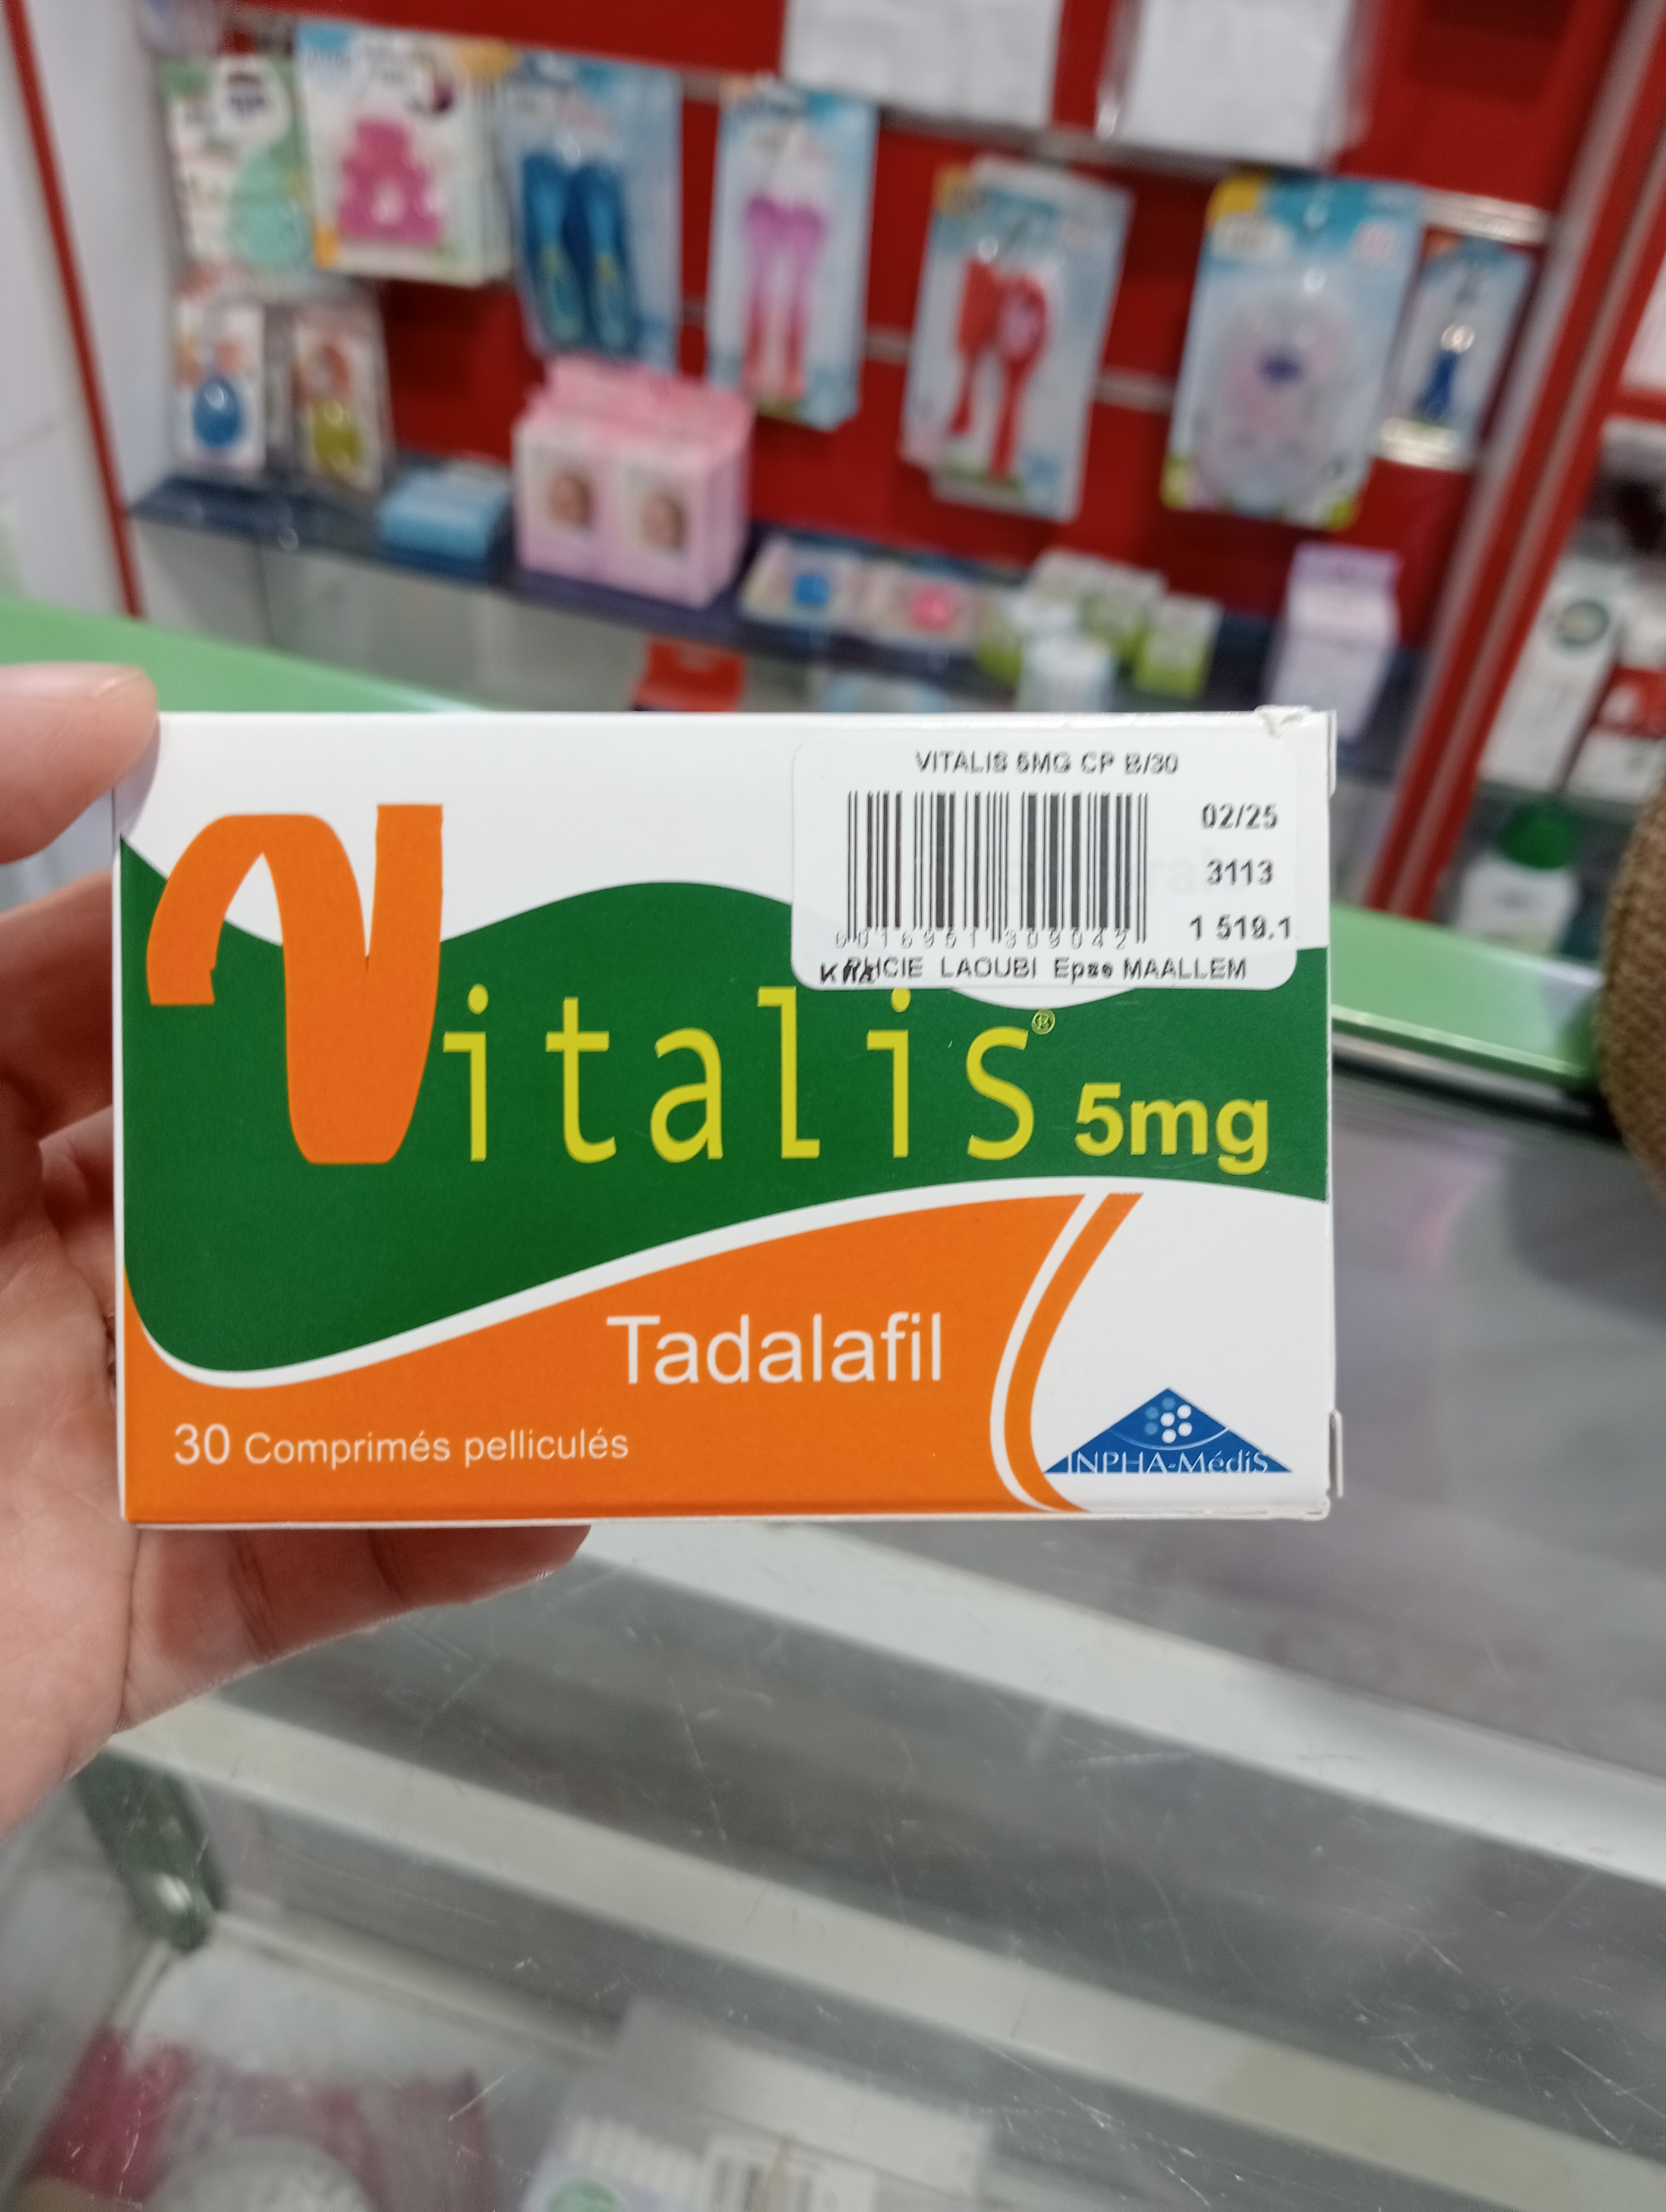 VITALIS 5MG CP B/30
02/25
3113
1 519.1
6016961309042
PHCIE LAOUBI Epse MAALLEM
Vitalis® 5mg
Tadalafil
30 Comprimés pelliculés
INPHA-MédiS